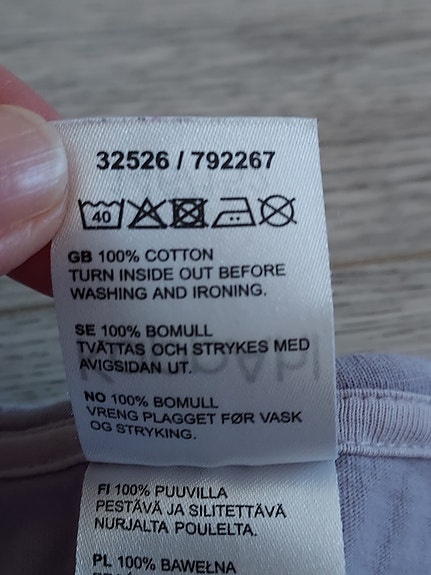 32526 / 792267
40
GB 100% COTTON
TURN INSIDE OUT BEFORE
WASHING AND IRONING.
SE 100% BOMULL
TVÄTTAS OCH STRYKES MED
AVIGSIDAN UT.
NO 100% BOMULL
VRENG PLAGGET FØR VASK
OG STRYKING.
FI 100% PUUVILLA
PESTÄVÄ JA SILITETTÄVÄ
NURJALTA POULELTA.
PL 100% BAWEŁNA